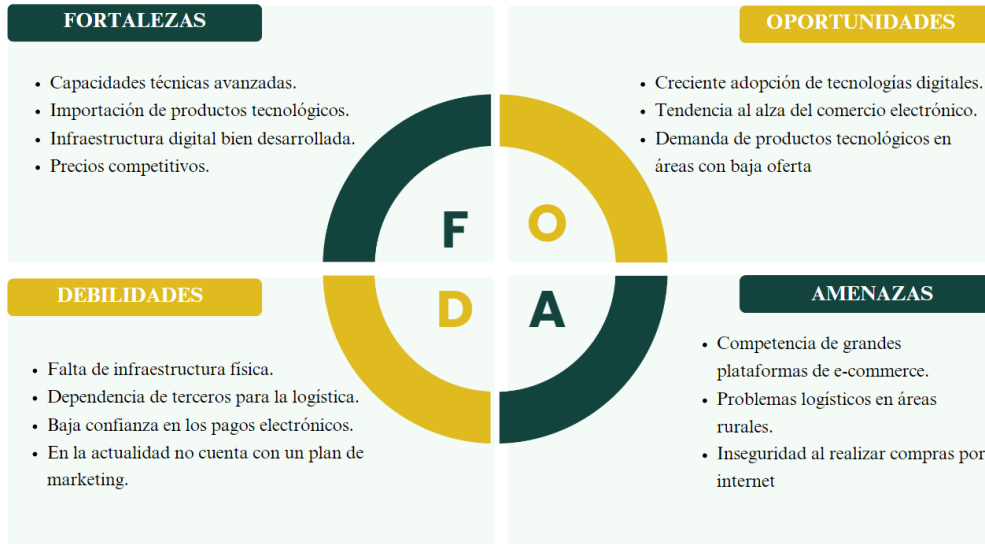 FORTALEZAS
• Capacidades técnicas avanzadas.
• Importación de productos tecnológicos.
• Infraestructura digital bien desarrollada.
• Precios competitivos.
OPORTUNIDADES
• Creciente adopción de tecnologías digitales.
• Tendencia al alza del comercio electrónico.
• Demanda de productos tecnológicos en
áreas con baja oferta
F
O
D
A
DEBILIDADES
• Falta de infraestructura física.
• Dependencia de terceros para la logística.
• Baja confianza en los pagos electrónicos.
• En la actualidad no cuenta con un plan de
marketing.
AMENAZAS
• Competencia de grandes
plataformas de e-commerce.
• Problemas logísticos en áreas
rurales.
• Inseguridad al realizar compras por
internet